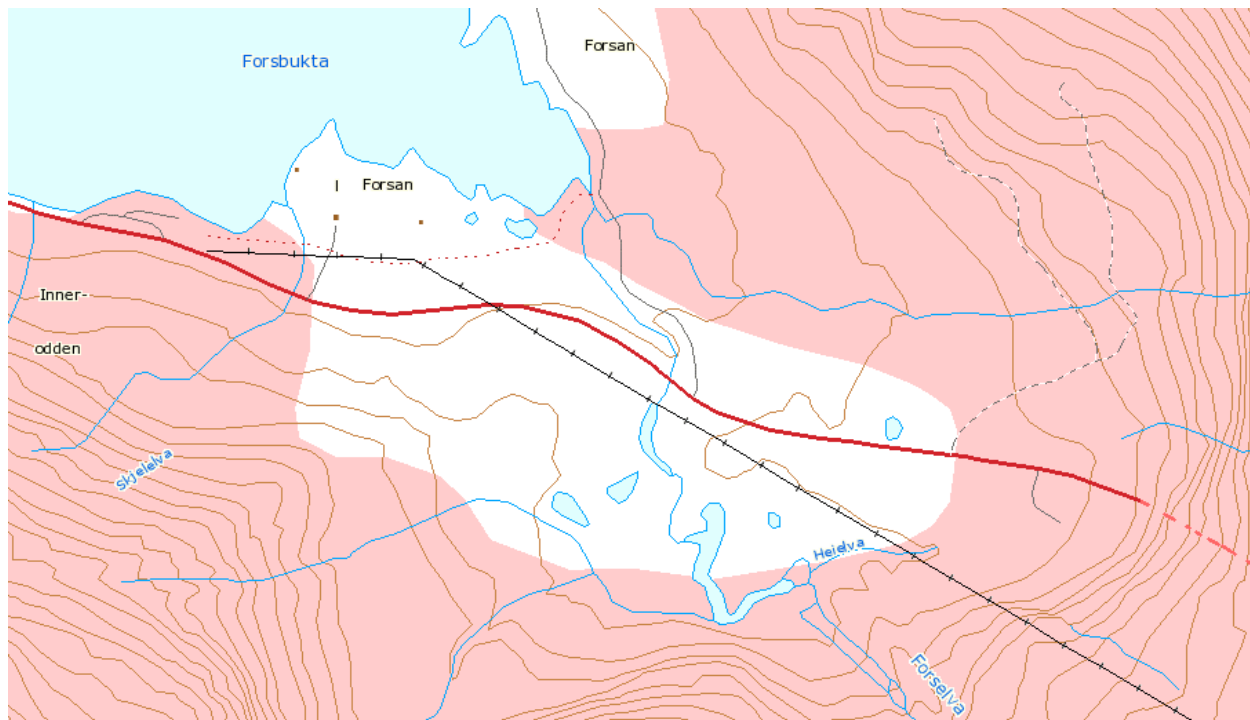 Forsan
Forsbukta
Forsan
Inner-
odden
Skjelelva
Heielva
Forselva